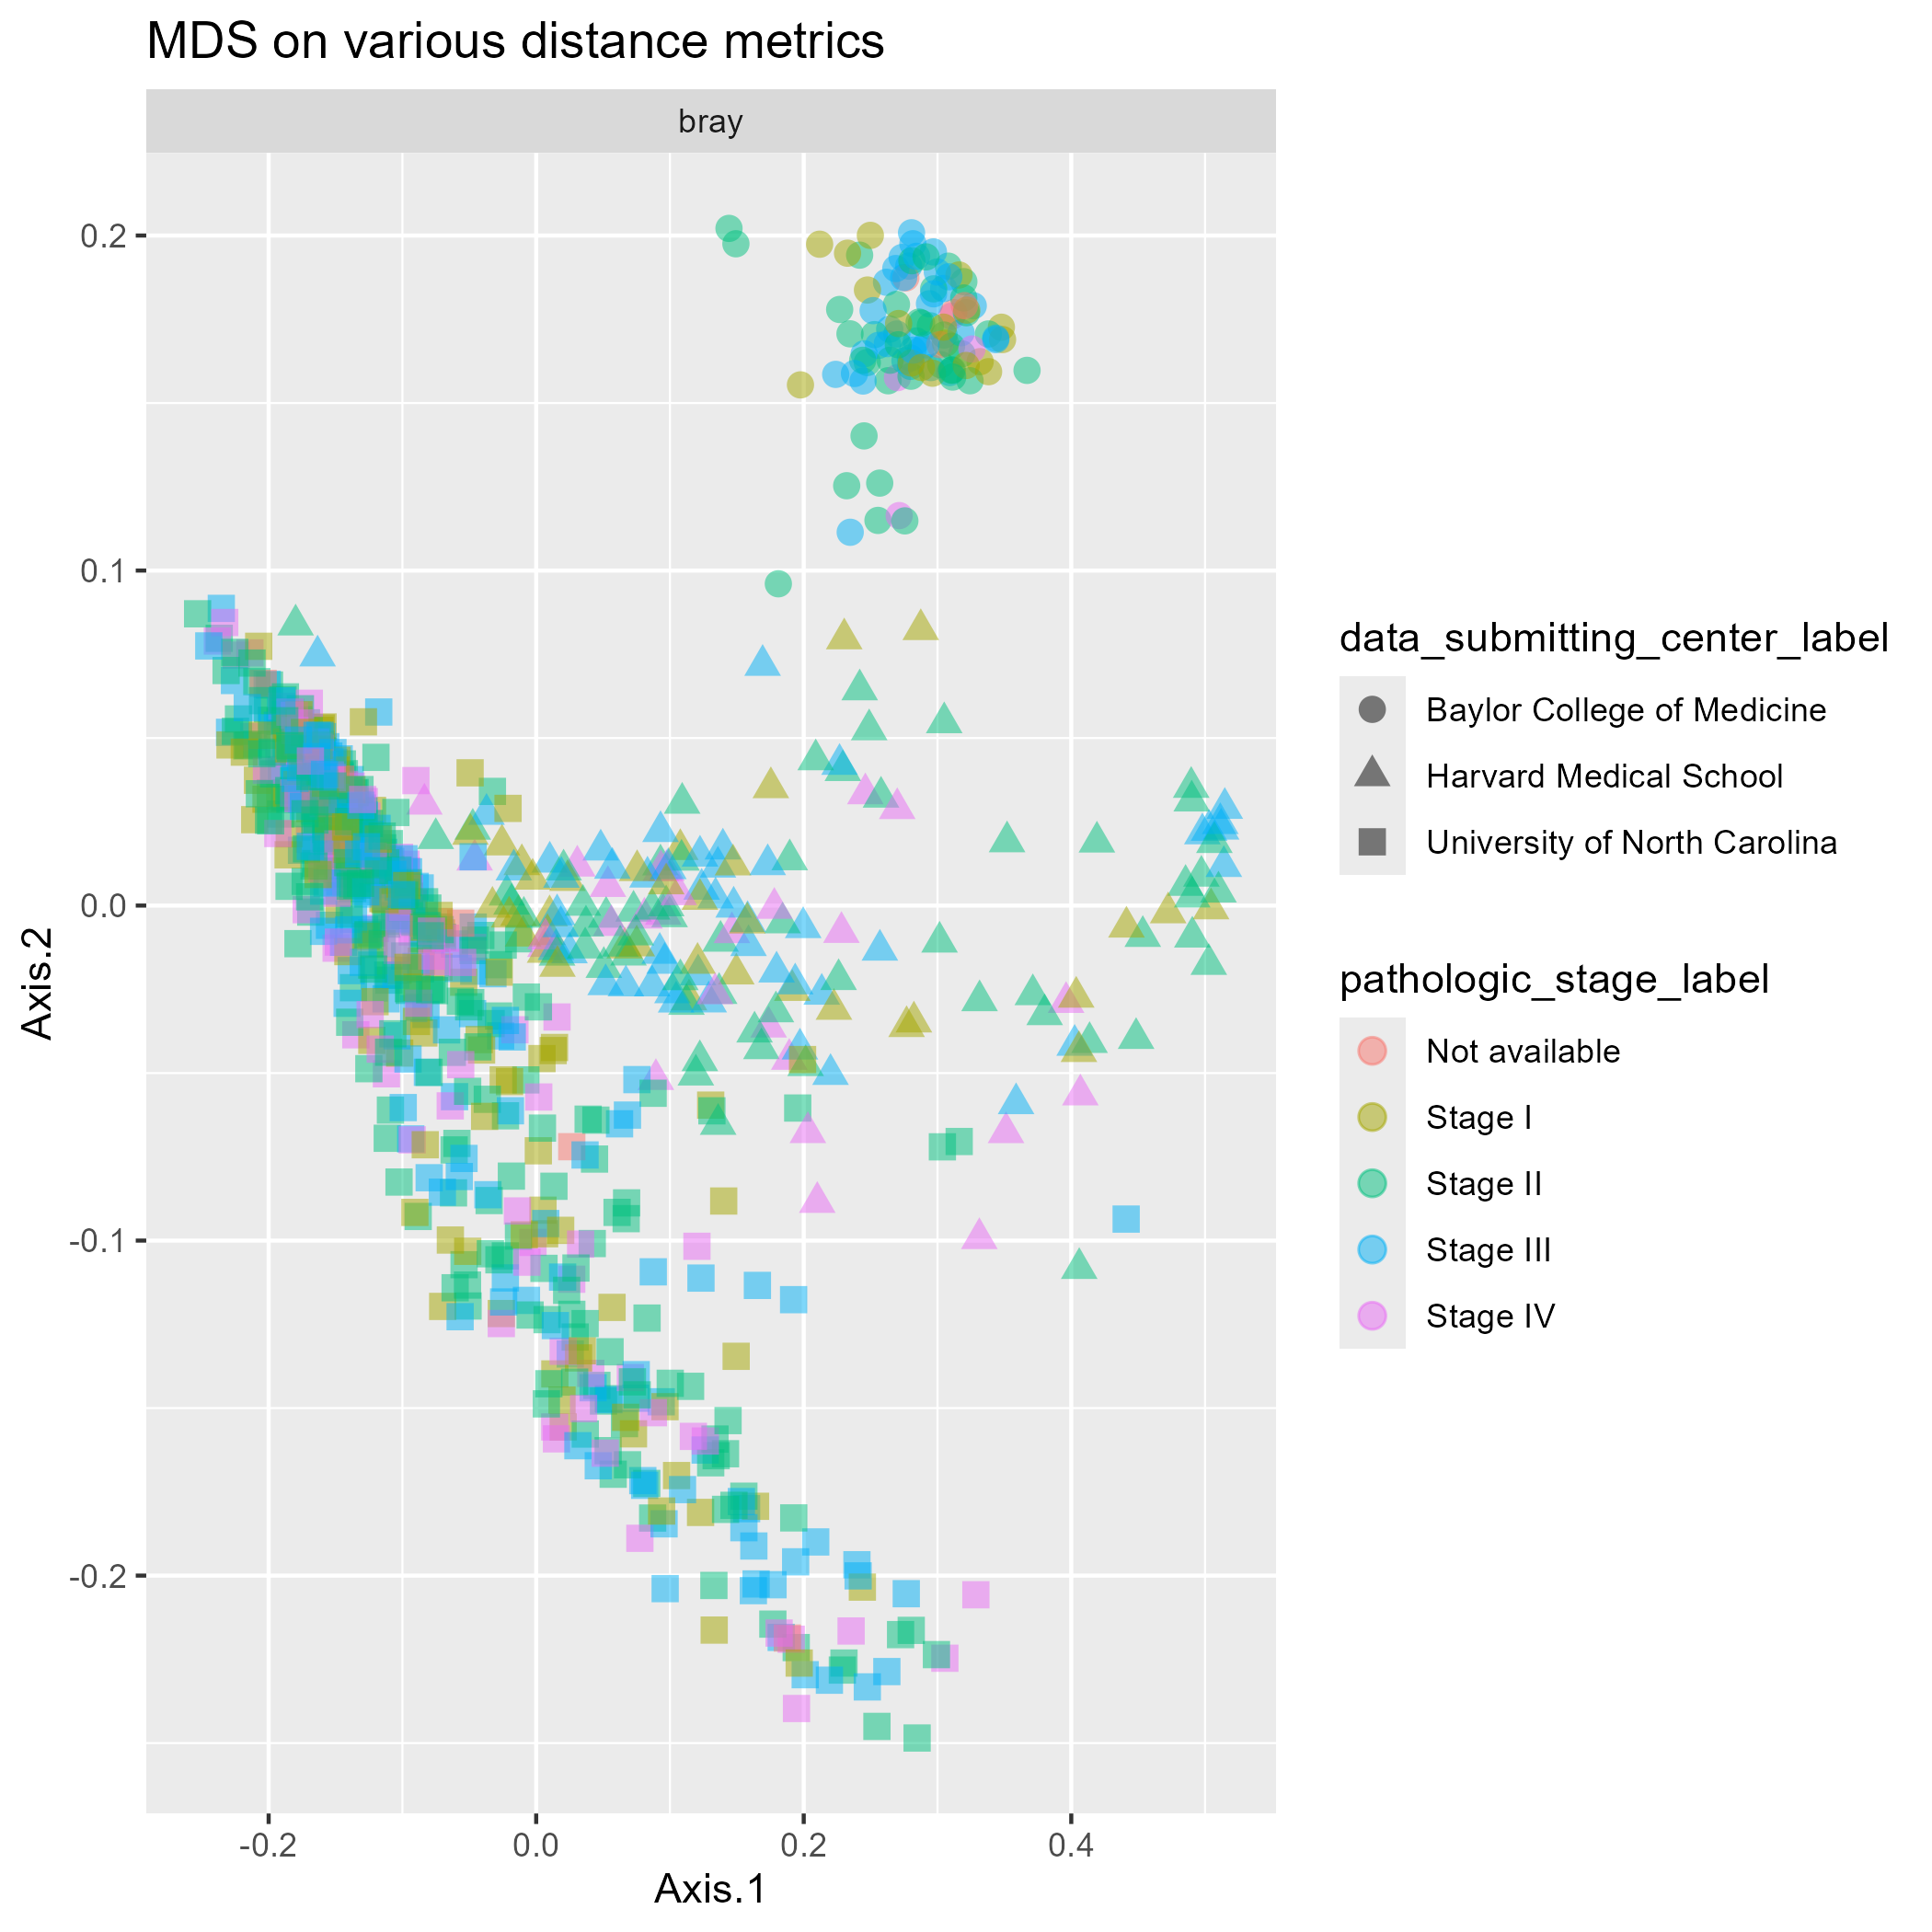 MDS on various distance metrics
bray
0.2
0.1
0.0
-0.1
-0.2
Axis.2
-0.2
0.0
0.2
0.4
Axis.1
data_submitting_center_label
Baylor College of Medicine
Harvard Medical School
University of North Carolina
pathologic_stage_label
Not available
Stage I
Stage II
Stage III
Stage IV